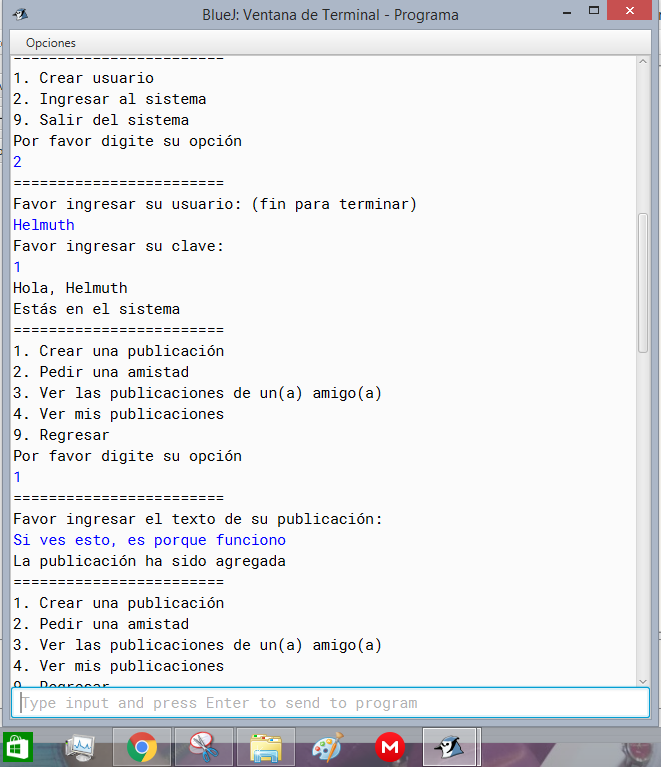 BlueJ: Ventana de Terminal - Programa
Opciones
========================
1. Crear usuario
2. Ingresar al sistema
9. Salir del sistema
Por favor digite su opción
2
========================
Favor ingresar su usuario: (fin para terminar)
Helmuth
Favor ingresar su clave:
1
Hola, Helmuth
Estás en el sistema
========================
1. Crear una publicación
2. Pedir una amistad
3. Ver las publicaciones de un(a) amigo(a)
4. Ver mis publicaciones
9. Regresar
Por favor digite su opción
1
========================
Favor ingresar el texto de su publicación:
Si ves esto, es porque funciono
La publicación ha sido agregada
========================
1. Crear una publicación
2. Pedir una amistad
3. Ver las publicaciones de un(a) amigo(a)
4. Ver mis publicaciones
9. Regresar
Type input and press Enter to send to program
M